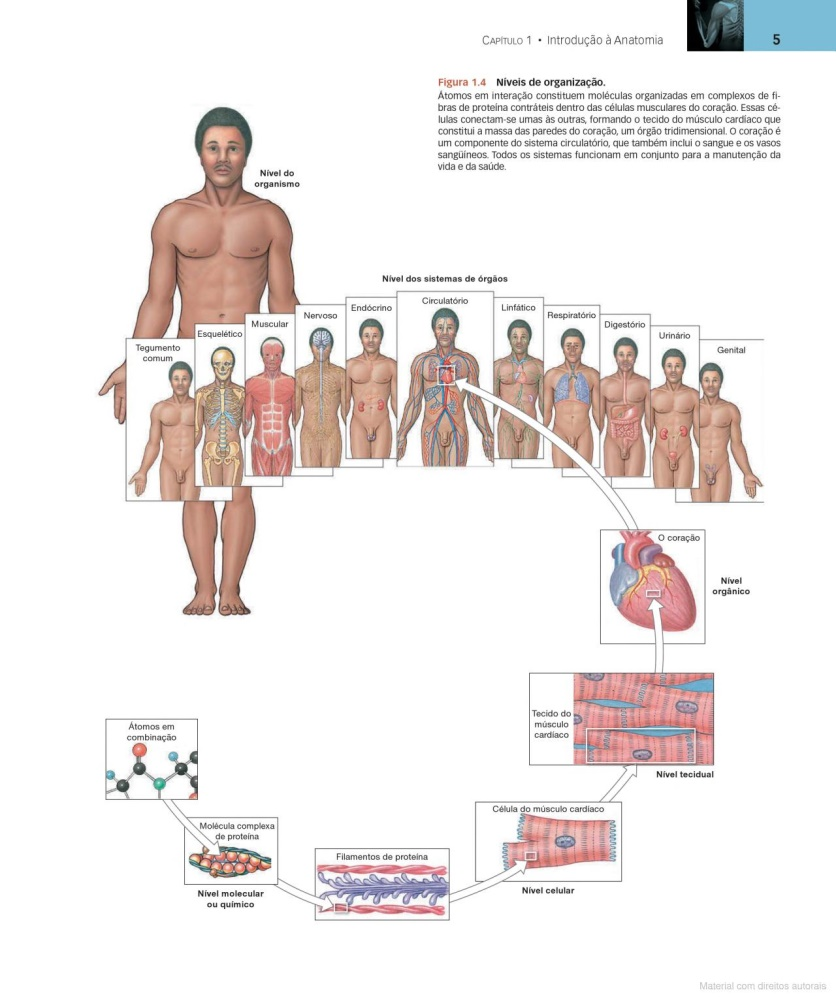 CAPÍTULO 1 • Introdução à Anatomia
5
Figura 1.4 Níveis de organização.
Átomos em interação constituem moléculas organizadas em complexos de fi-
bras de proteína contráteis dentro das células musculares do coração. Essas cé-
lulas conectam-se umas às outras, formando o tecido do músculo cardíaco que
constitui a massa das paredes do coração, um órgão tridimensional. O coração é
um componente do sistema circulatório, que também inclui o sangue e os vasos
sangüíneos. Todos os sistemas funcionam em conjunto para a manutenção da
vida e da saúde.
Nível do
organismo
Nível dos sistemas de órgãos
Tegumento
comum
Esquelético
Muscular
Nervoso
Endócrino
Circulatório
Linfático
Respiratório
Digestório
Urinário
Genital
O coração
Nível
orgânico
Tecido do
músculo
cardíaco
Nível tecidual
Átomos em
combinação
Molécula complexa
de proteína
Nível molecular
ou químico
Filamentos de proteína
Célula do músculo cardíaco
Nível celular
Material com direitos autorais